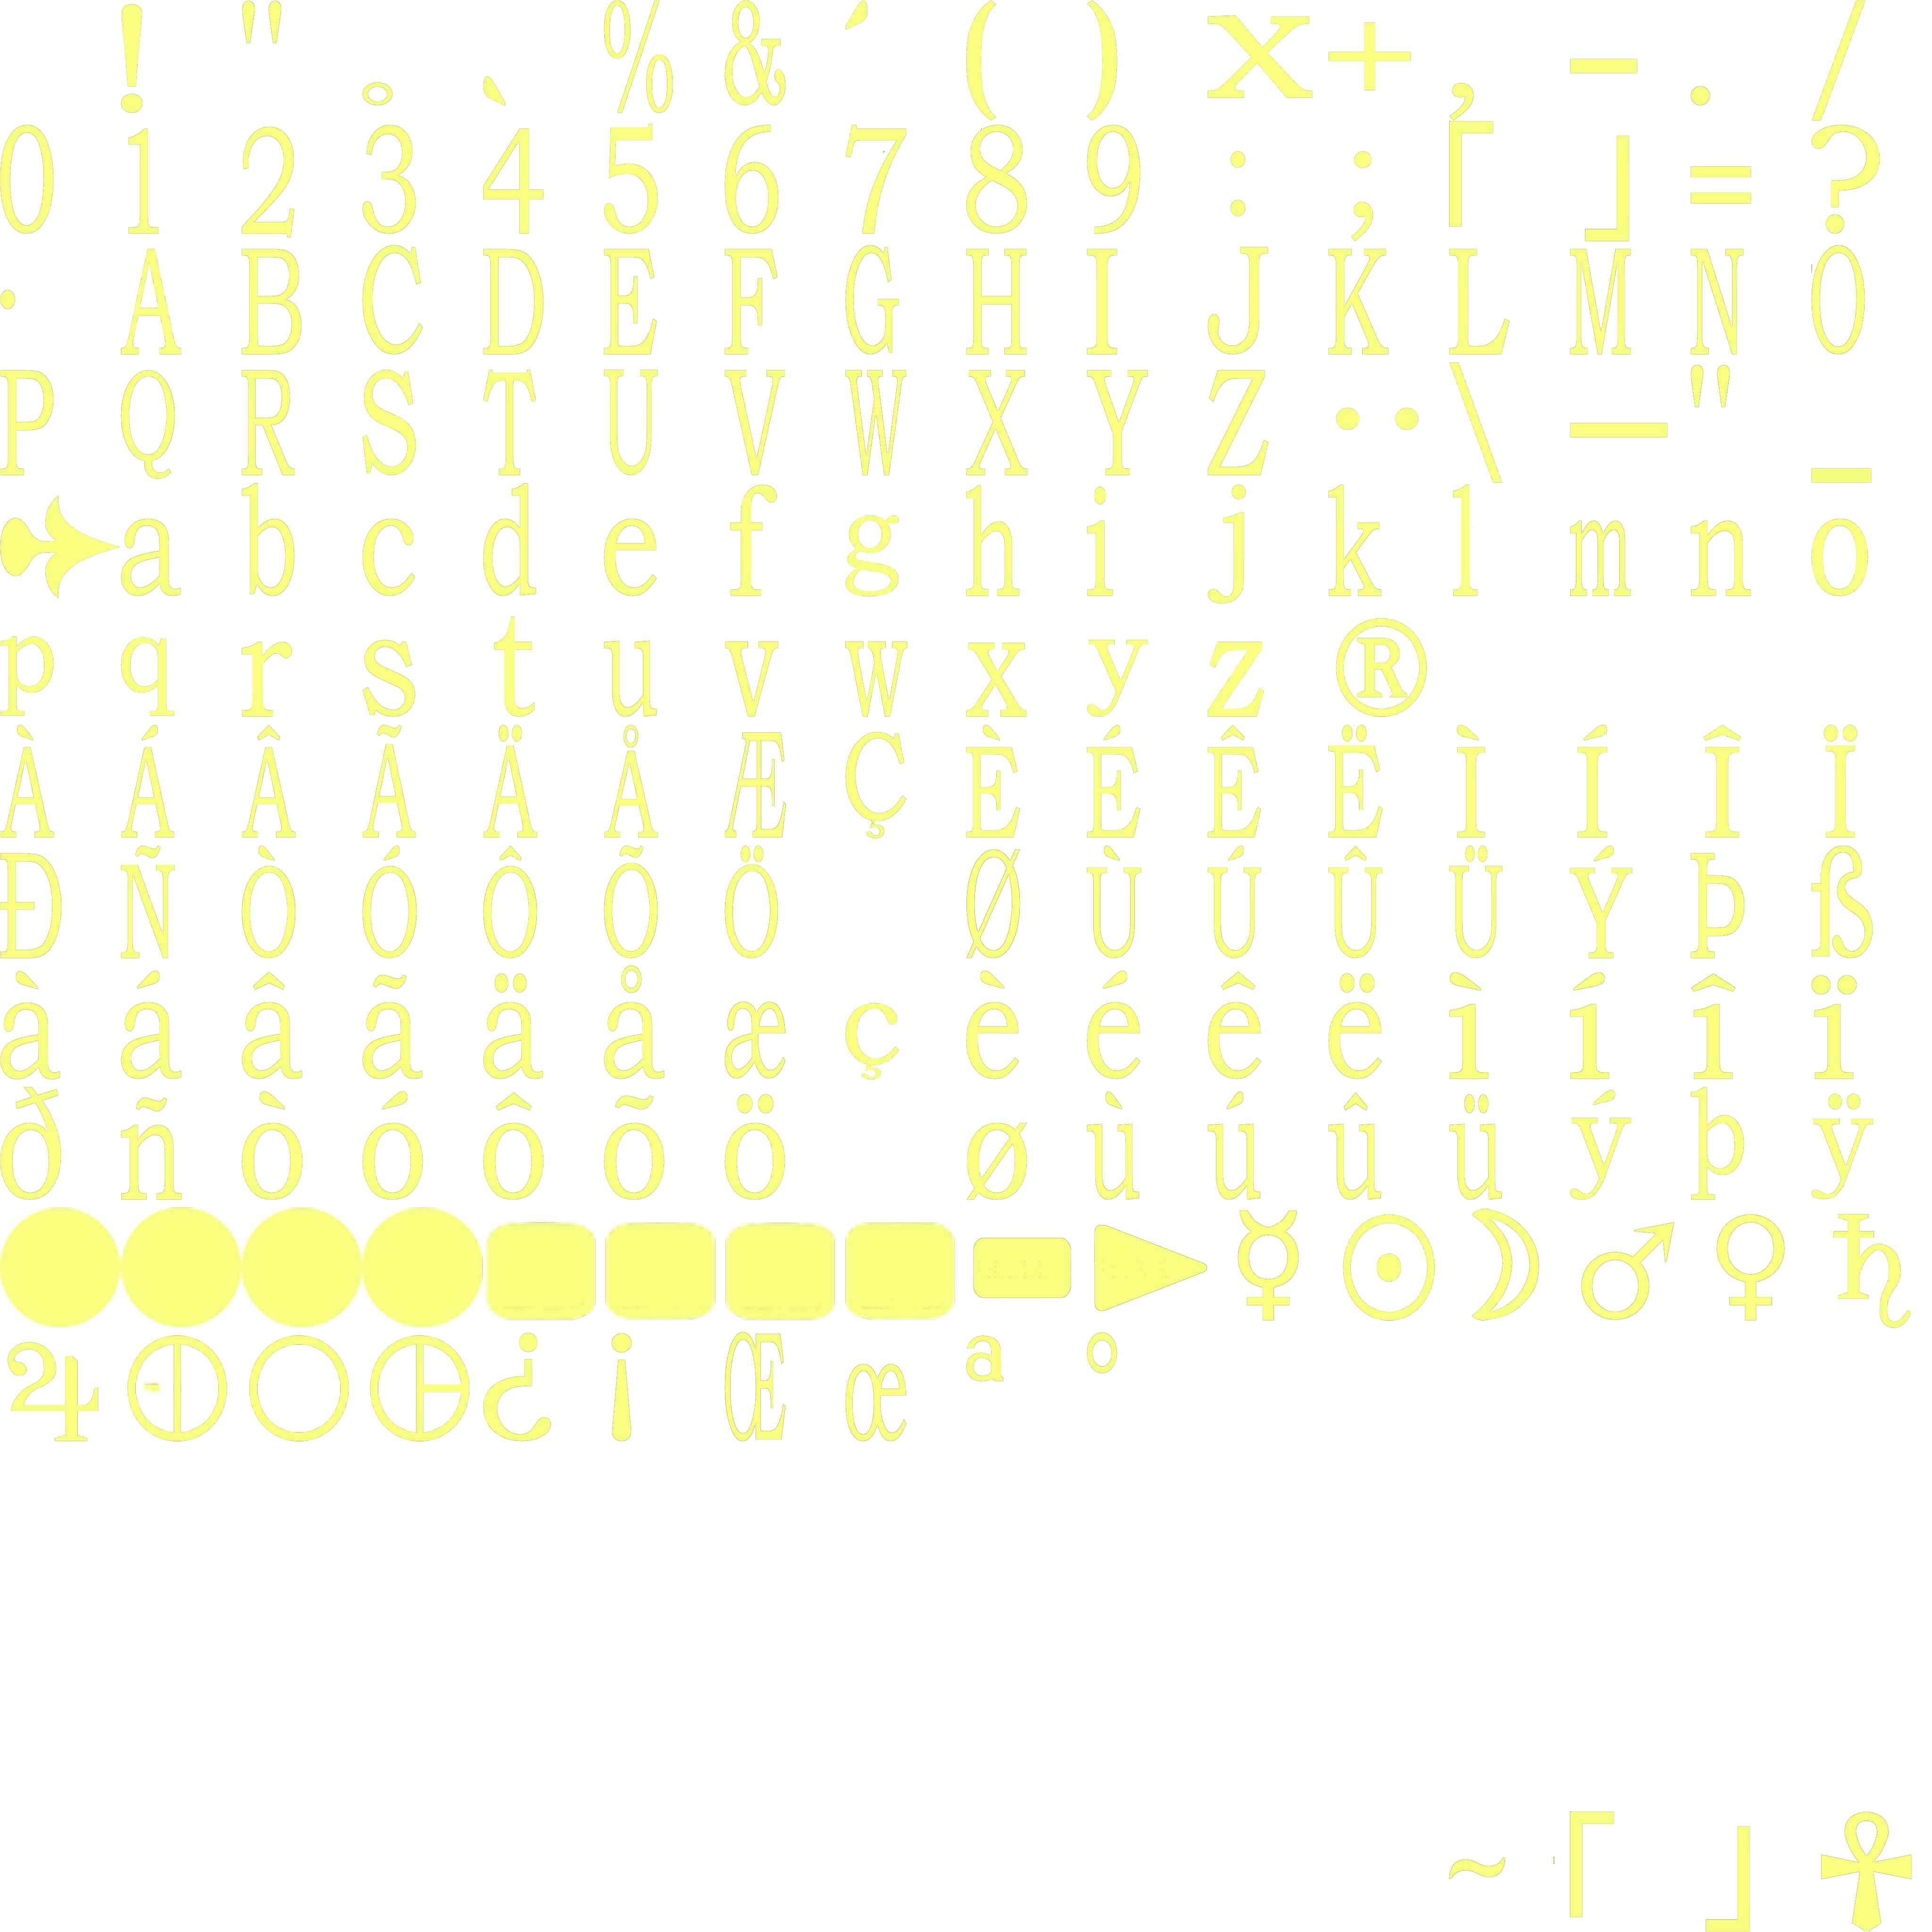 ! " ｡ ､ % & ´ ( ) x + , - . /
0 1 2 3 4 5 6 7 8 9 : ; ｢ ｣ = ?
· A B C D E F G H I J K L M N O
P Q R S T U V W X Y Z ·· \ — " _
♠ a b c d e f g h i j k l m n o
p q r s t u v w x y z ®
À Á Â Ã Ä Å Æ Ç È É Ê Ë Ì Í Î Ï
Ð Ñ Ò Ó Ô Õ Ö Ø Ù Ú Û Ü Ý Þ ß
à á â ã ä å æ ç è é ê ë ì í î ï
ð ñ ò ó ô õ ö ø ù ú û ü ý þ ÿ
☿ ☉ ☽ ♂ ♀ ♄
♃ ¿ ¡ Œ œ ª °
~ ｢ ｣ ☥